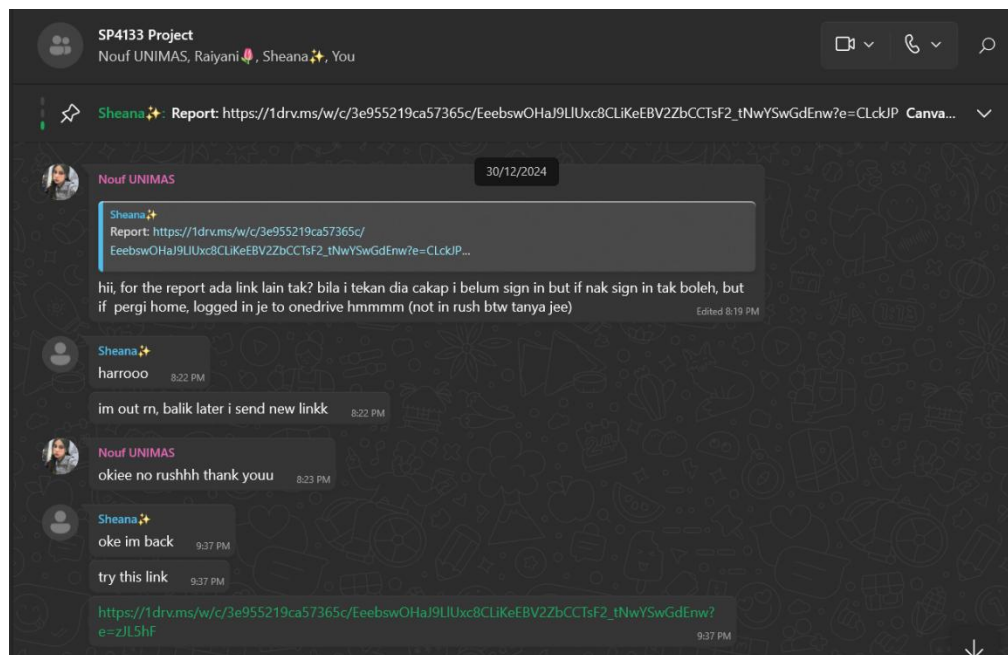 SP4133 Project
Nouf UNIMAS, Raiyani🌷, Sheana✨, You
Sheana✨: Report: https://1drv.ms/w/c/3e955219ca57365c/EeebswOHaJ9LlUxc8CLiKeEBV2ZbCCTsF2_tNwYSwGdEnw?e=CLckJP Canva...
30/12/2024
Nouf UNIMAS
Sheana✨
Report: https://1drv.ms/w/c/3e955219ca57365c/
EeebswOHaJ9LlUxc8CLiKeEBV2ZbCCTsF2_tNwYSwGdEnw?e=CLckJP...
hii, for the report ada link lain tak? bila i tekan dia cakap i belum sign in but if nak sign in tak boleh, but
if pergi home, logged in je to onedrive hmmmm (not in rush btw tanya jee) Edited 8:19 PM
Sheana✨
harrooo 8:22 PM
im out rn, balik later i send new linkk 8:22 PM
Nouf UNIMAS
okiee no rushhh thank youu 8:23 PM
Sheana✨
oke im back 9:37 PM
try this link 9:37 PM
https://1drv.ms/w/c/3e955219ca57365c/EeebswOHaJ9LlUxc8CLiKeEBV2ZbCCTsF2_tNwYSwGdEnw?
e=zJL5hF 9:37 PM